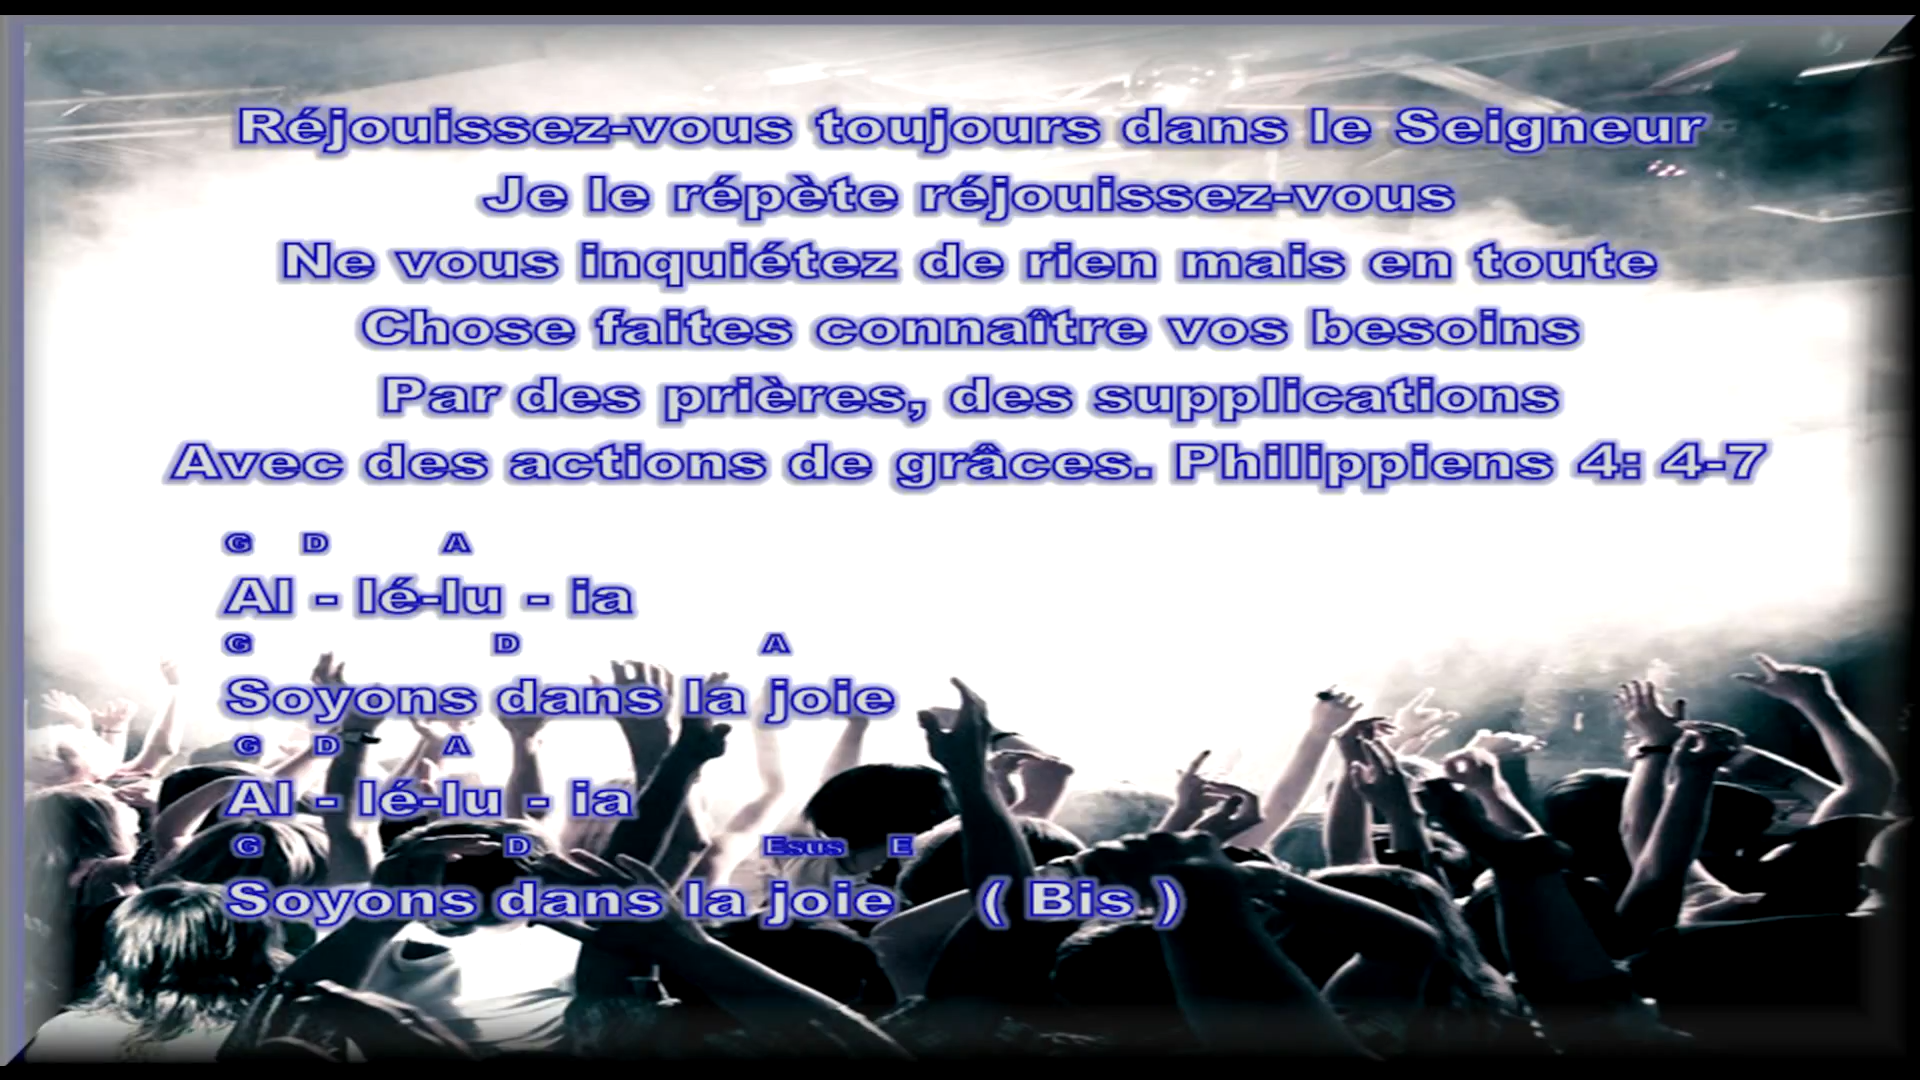 Réjouissez-vous toujours dans le Seigneur
Je le répète réjouissez-vous
Ne vous inquiétez de rien mais en toute
Chose faites connaître vos besoins
Par des prières, des supplications
Avec des actions de grâces. Philippiens 4: 4-7
G D A
Al - lé-lu - ia
G D A
Soyons dans la joie
G D A
Al - lé-lu - ia
G D Esus E
Soyons dans la joie ( Bis )